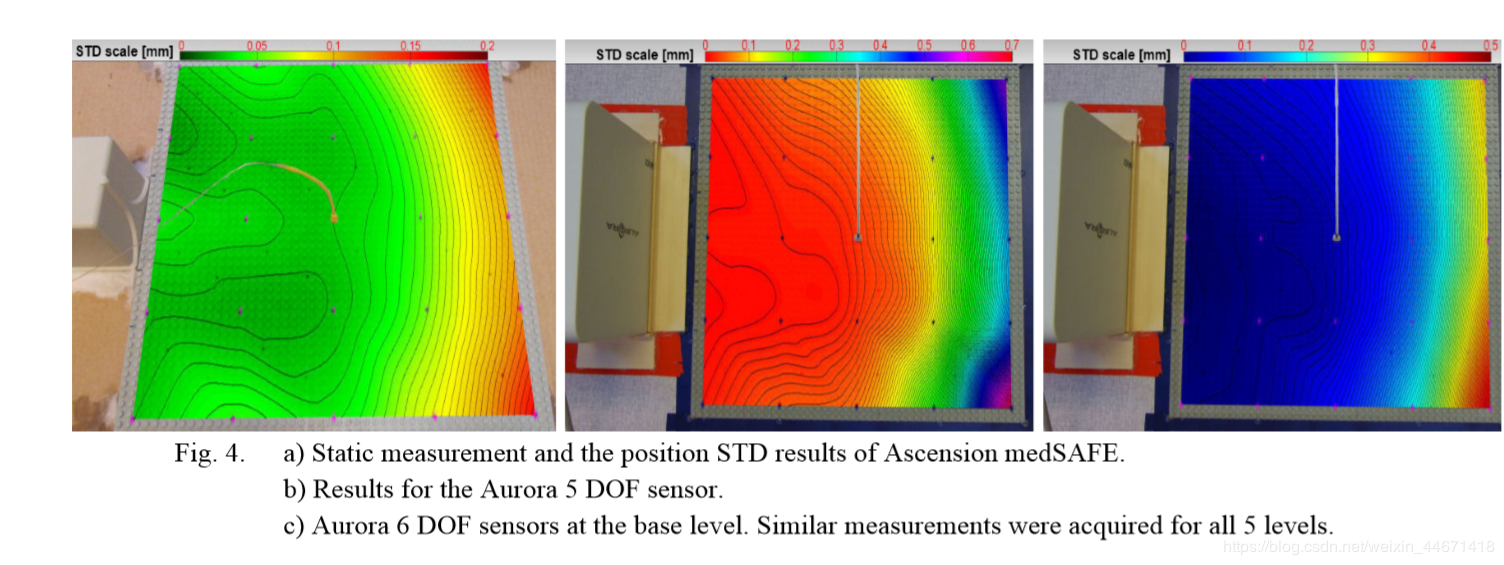 STD scale [mm] 0 0.05 0.1 0.15 0.2
STD scale [mm] 0 0.1 0.2 0.3 0.4 0.5 0.6 0.7
STD scale [mm] 0 0.1 0.2 0.3 0.4 0.5
AURORA
AURORA
Fig. 4. a) Static measurement and the position STD results of Ascension medSAFE.
b) Results for the Aurora 5 DOF sensor.
c) Aurora 6 DOF sensors at the base level. Similar measurements were acquired for all 5 levels.
https://blog.csdn.net/weixin_44671418